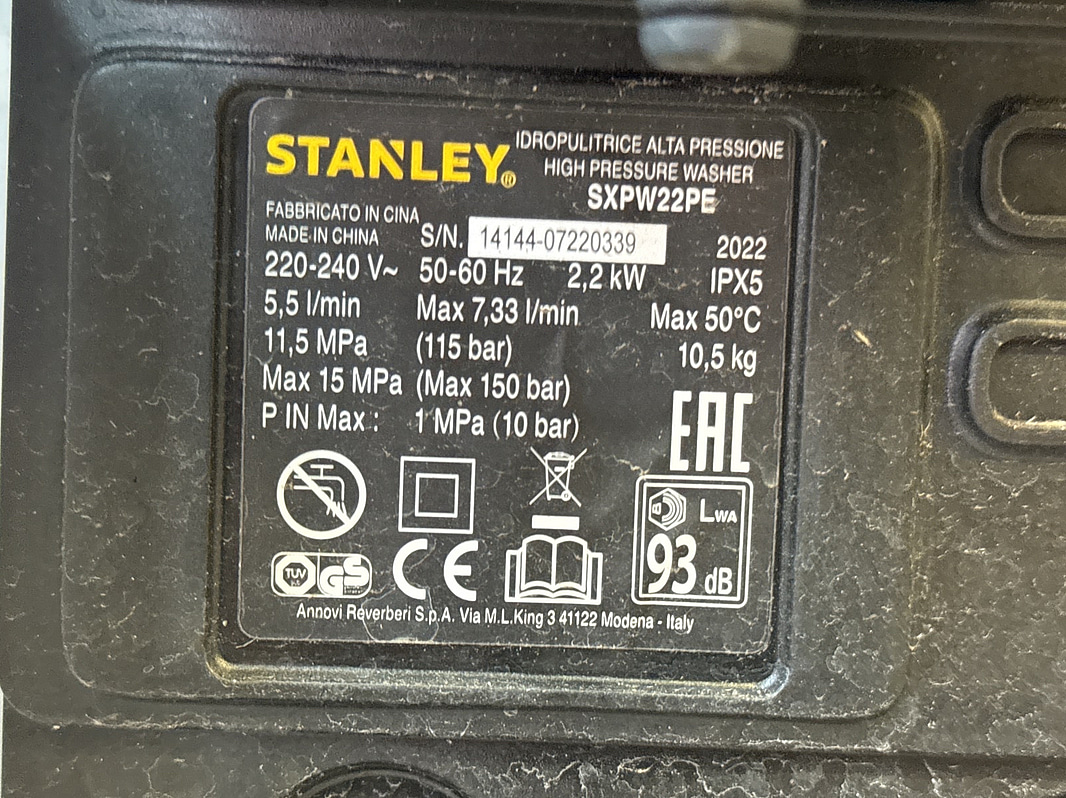 STANLEY®
IDROPULITRICE ALTA PRESSIONE
HIGH PRESSURE WASHER
SXPW22PE
FABBRICATO IN CINA
MADE IN CHINA
S/N. 14144-07220339 2022
220-240 V~ 50-60 Hz 2,2 kW IPX5
5,5 l/min Max 7,33 l/min Max 50°C
11,5 MPa (115 bar) 10,5 kg
Max 15 MPa (Max 150 bar)
P IN Max : 1 MPa (10 bar)
EAC
LWA
93 dB
TUV GS CE
Annovi Reverberi S.p.A. Via M.L.King 3 41122 Modena - Italy